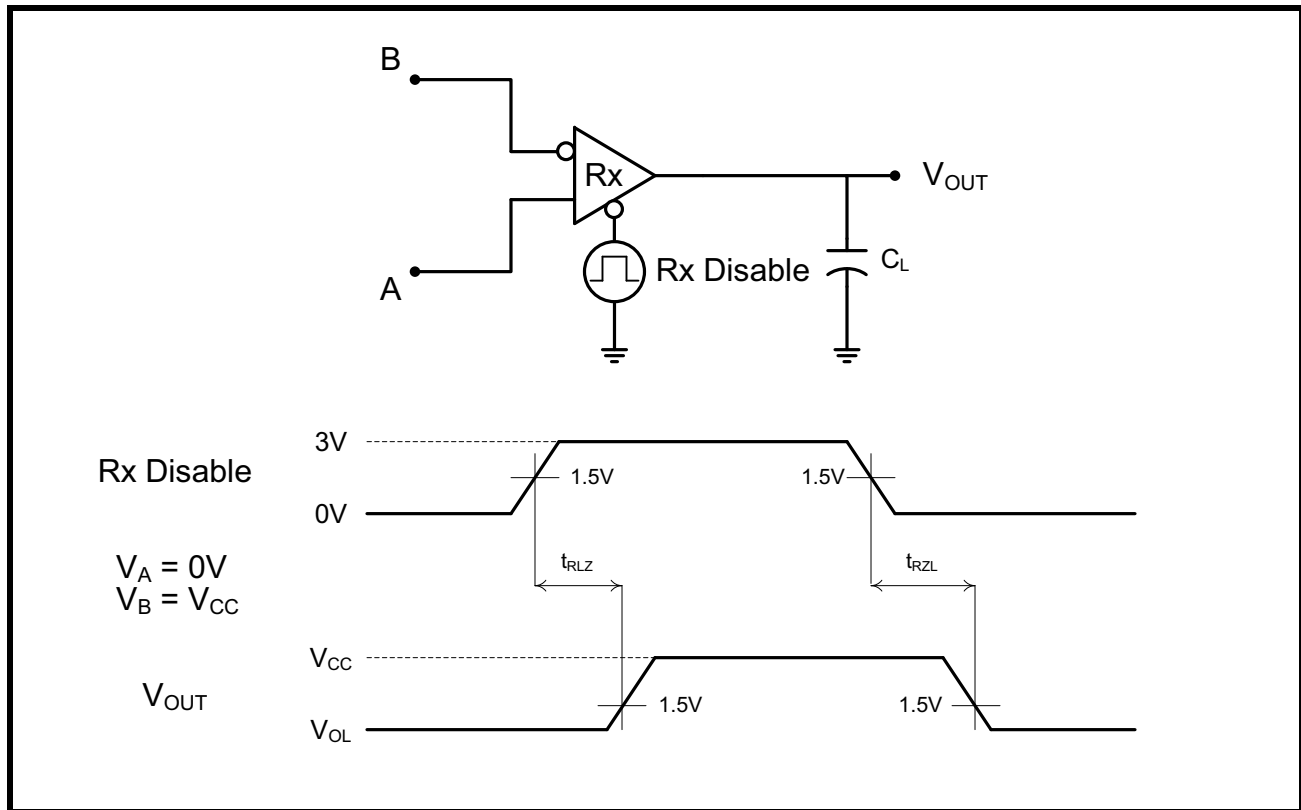 B
Rx
V_OUT
A
Rx Disable
C_L
3V
Rx Disable
1.5V
1.5V
0V
t_RLZ
t_RZL
V_A = 0V
V_B = V_CC
V_CC
V_OUT
1.5V
1.5V
V_OL